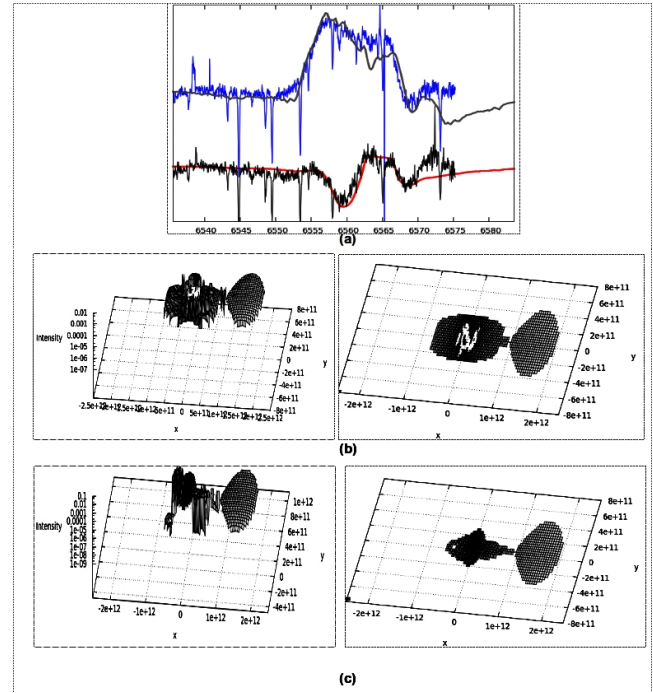 6540 6545 6550 6555 6560 6565 6570 6575 6580
(a)
0.01
0.001
0.0001
1e-05
1e-06
1e-07
Intensity
8e+11
6e+11
4e+11
2e+11
0
-2e+11
-4e+11
-6e+11
-8e+11
y
0 5e+11
x
8e+11
6e+11
4e+11
2e+11
0
-2e+11
-4e+11
-6e+11
-8e+11
y
-2e+12 -1e+12 0 1e+12 2e+12
x
(b)
0.1
0.01
0.001
0.0001
1e-05
1e-06
1e-07
1e-08
1e-09
Intensity
1e+12
8e+11
6e+11
4e+11
2e+11
0
-2e+11
-4e+11
y
-2e+12 -1e+12 0 1e+12 2e+12
x
8e+11
6e+11
4e+11
2e+11
0
-2e+11
-4e+11
-6e+11
-8e+11
y
-2e+12 -1e+12 0 1e+12 2e+12
x
(c)